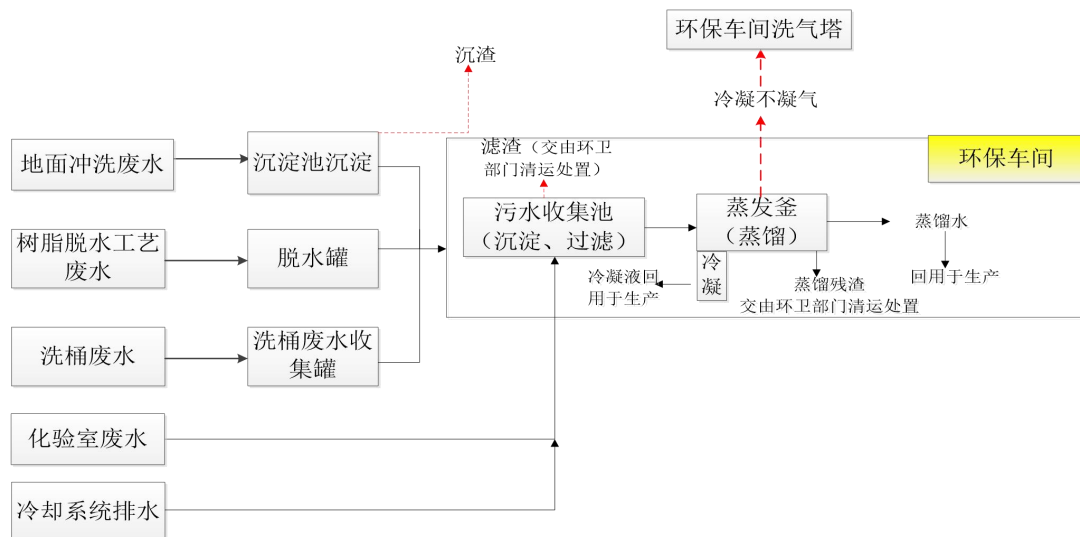 环保车间洗气塔
沉渣
冷凝不凝气
地面冲洗废水
沉淀池沉淀
滤渣（交由环卫
部门清运处置）
环保车间
污水收集池
（沉淀、过滤）
蒸发釜
（蒸馏）
蒸馏水
树脂脱水工艺
废水
脱水罐
冷
凝
冷凝液回
用于生产
蒸馏残渣
交由环卫部门清运处置
回用于生产
洗桶废水
洗桶废水收
集罐
化验室废水
冷却系统排水